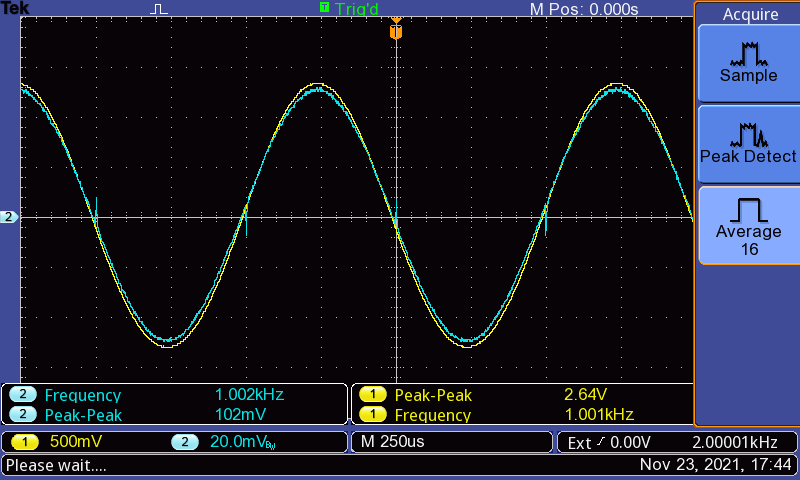 Tek
T Trig'd
M Pos: 0.000s
Acquire
T
Sample
Peak Detect
2
Average
16
2 Frequency 1.002kHz
2 Peak-Peak 102mV
1 Peak-Peak 2.64V
1 Frequency 1.001kHz
1 500mV 2 20.0mVBW M 250us Ext 0.00V 2.00001kHz
Please wait.... Nov 23, 2021, 17:44